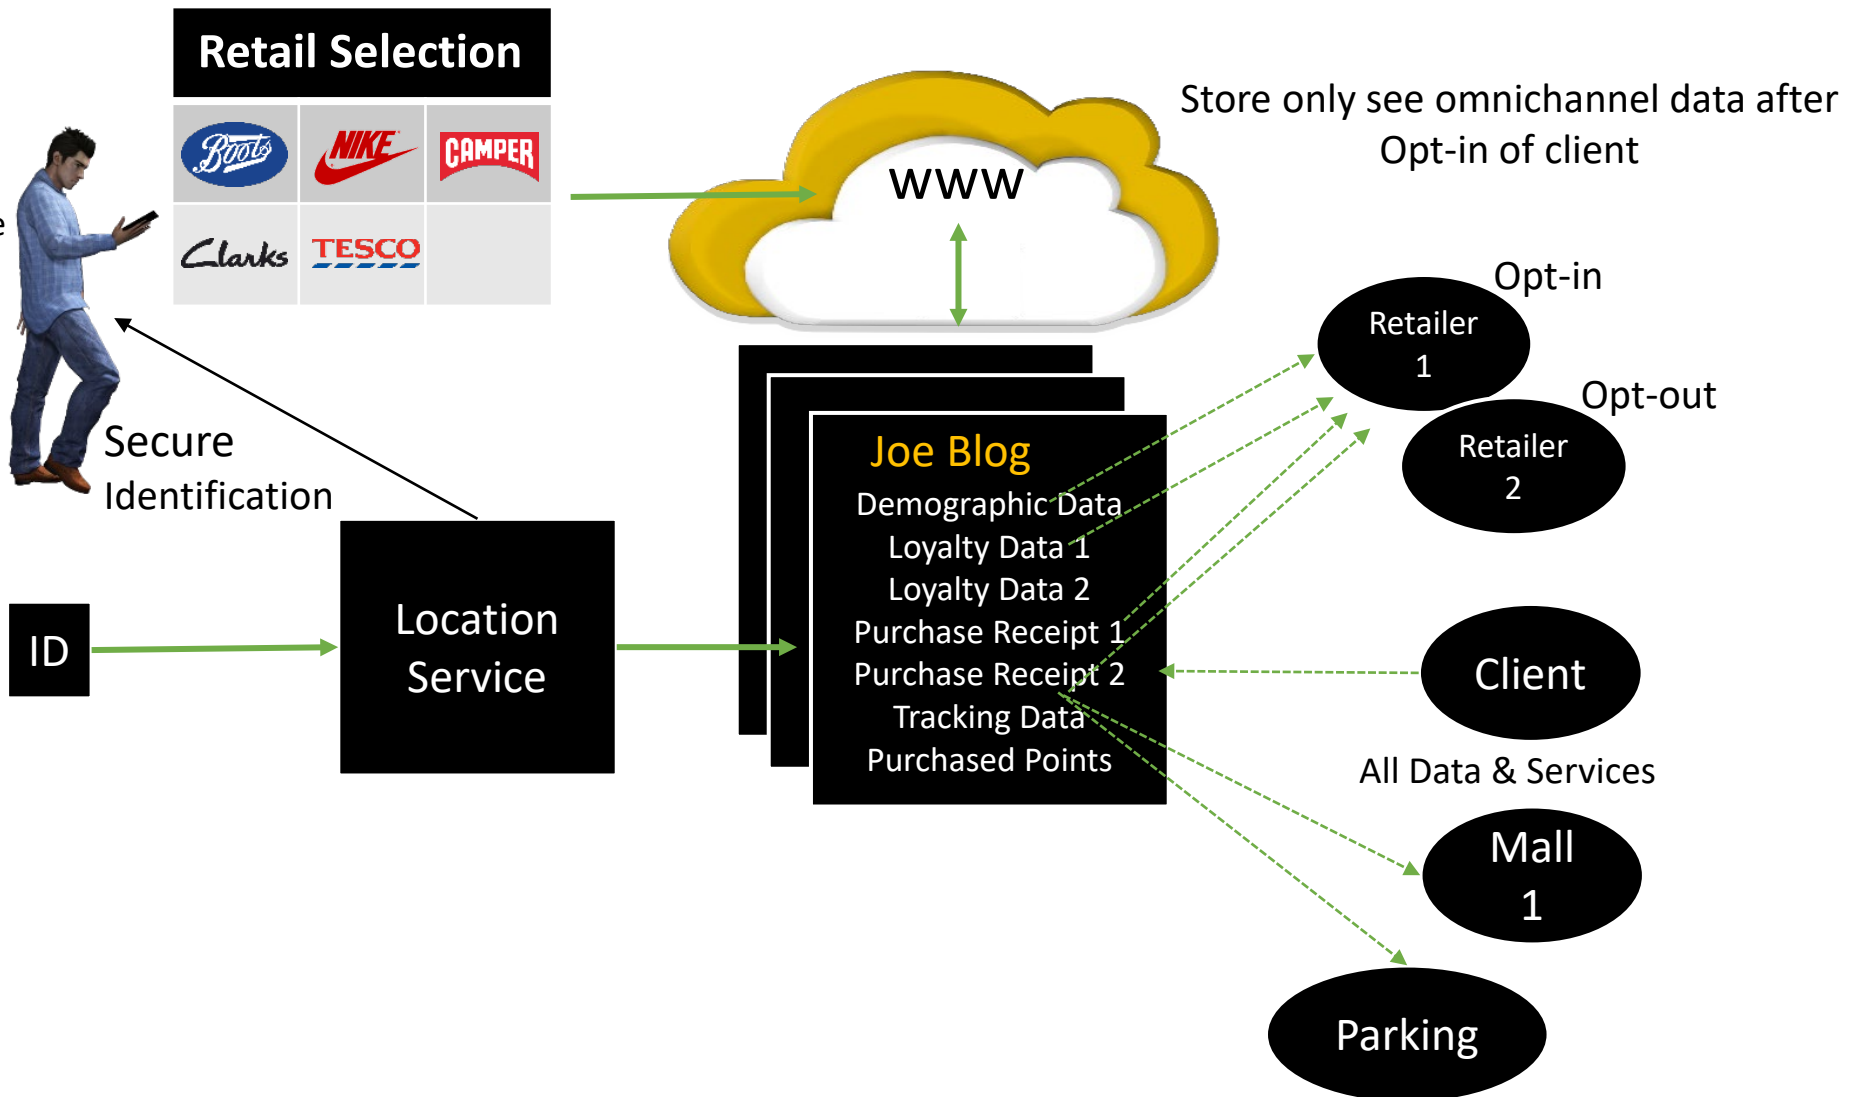 Retail Selection
Boots
NIKE
CAMPER
Clarks
TESCO
www
Store only see omnichannel data after
Opt-in of client
e
Opt-in
Retailer
1
Opt-out
Retailer
2
Secure
Identification
ID
Location
Service
Joe Blog
Demographic Data
Loyalty Data 1
Loyalty Data 2
Purchase Receipt 1
Purchase Receipt 2
Tracking Data
Purchased Points
Client
All Data & Services
Mall
1
Parking